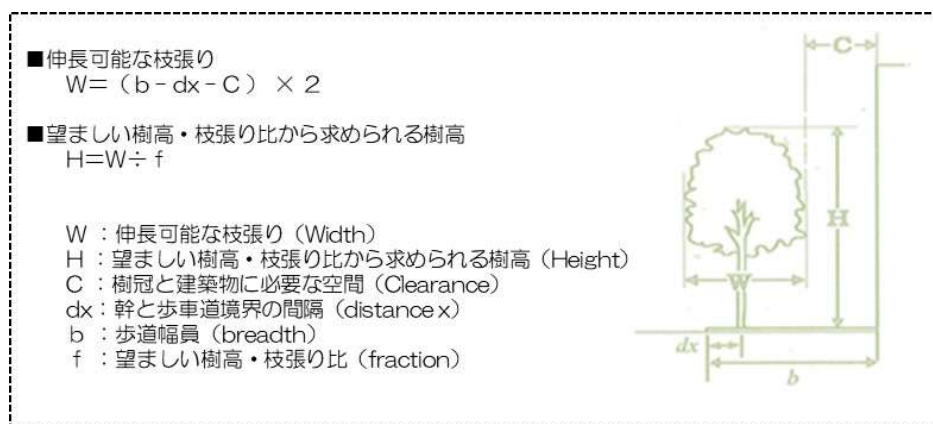 ■伸長可能な枝張り
W=(b-dx-C) × 2
■望ましい樹高・枝張り比から求められる樹高
H=W÷f
W :伸長可能な枝張り(Width)
H :望ましい樹高・枝張り比から求められる樹高(Height)
C :樹冠と建築物に必要な空間(Clearance)
dx:幹と歩車道境界の間隔(distance x)
b :歩道幅員(breadth)
f :望ましい樹高・枝張り比(fraction)
C
H
W
dx
b